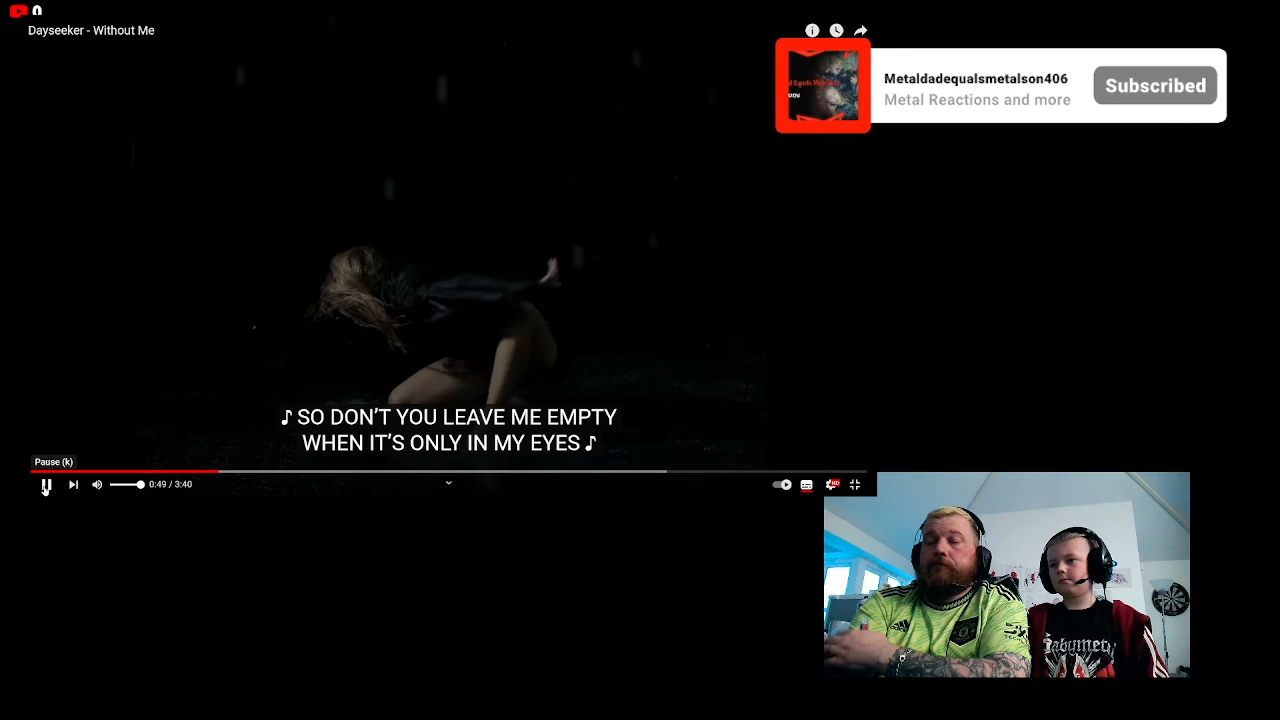 Dayseeker - Without Me
Metaldadequalsmetalson406
Metal Reactions and more
Subscribed
♪ SO DON'T YOU LEAVE ME EMPTY
WHEN IT'S ONLY IN MY EYES ♪
Pause (k)
0:49 / 3:40
HD